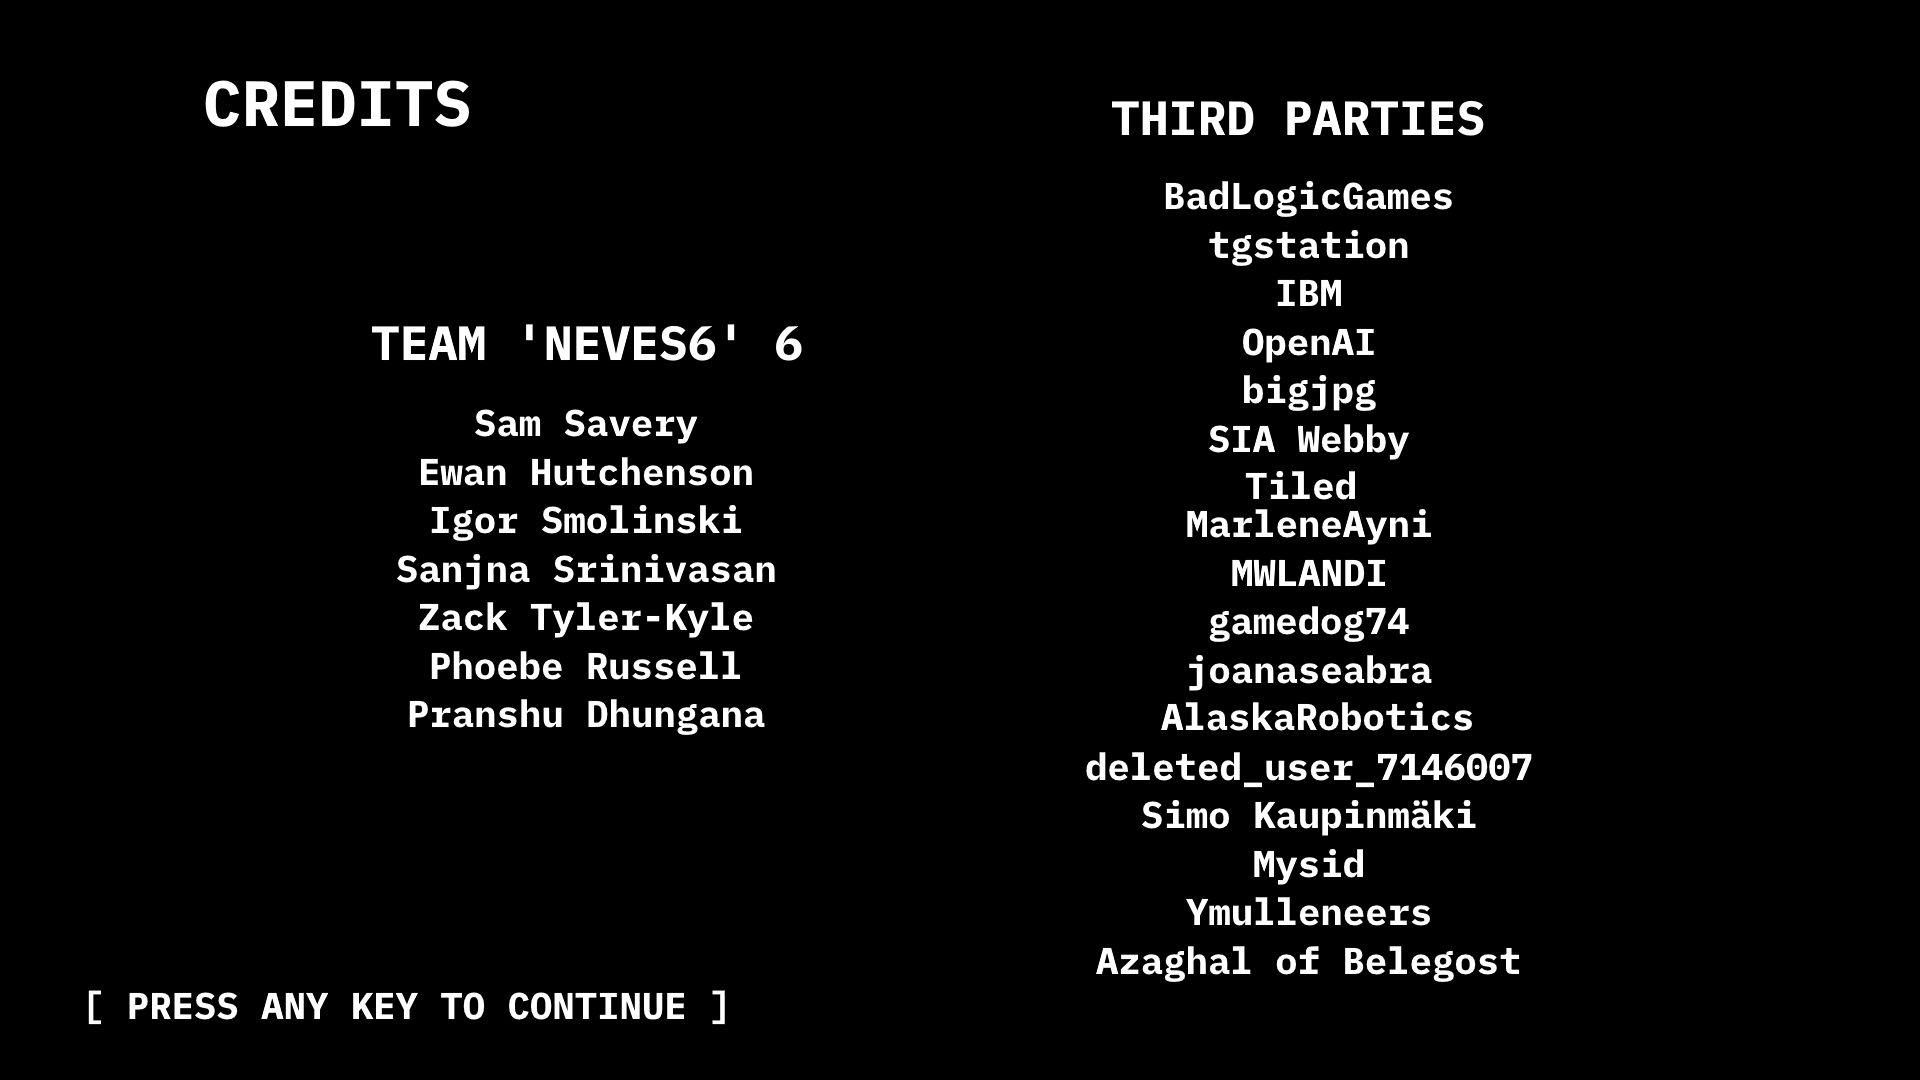 CREDITS
TEAM 'NEVES6' 6
Sam Savery
Ewan Hutchenson
Igor Smolinski
Sanjna Srinivasan
Zack Tyler-Kyle
Phoebe Russell
Pranshu Dhungana
THIRD PARTIES
BadLogicGames
tgstation
IBM
OpenAI
bigjpg
SIA Webby
Tiled
MarleneAyni
MWLANDI
gamedog74
joanaseabra
AlaskaRobotics
deleted_user_7146007
Simo Kaupinmäki
Mysid
Ymulleneers
Azaghal of Belegost
[ PRESS ANY KEY TO CONTINUE ]